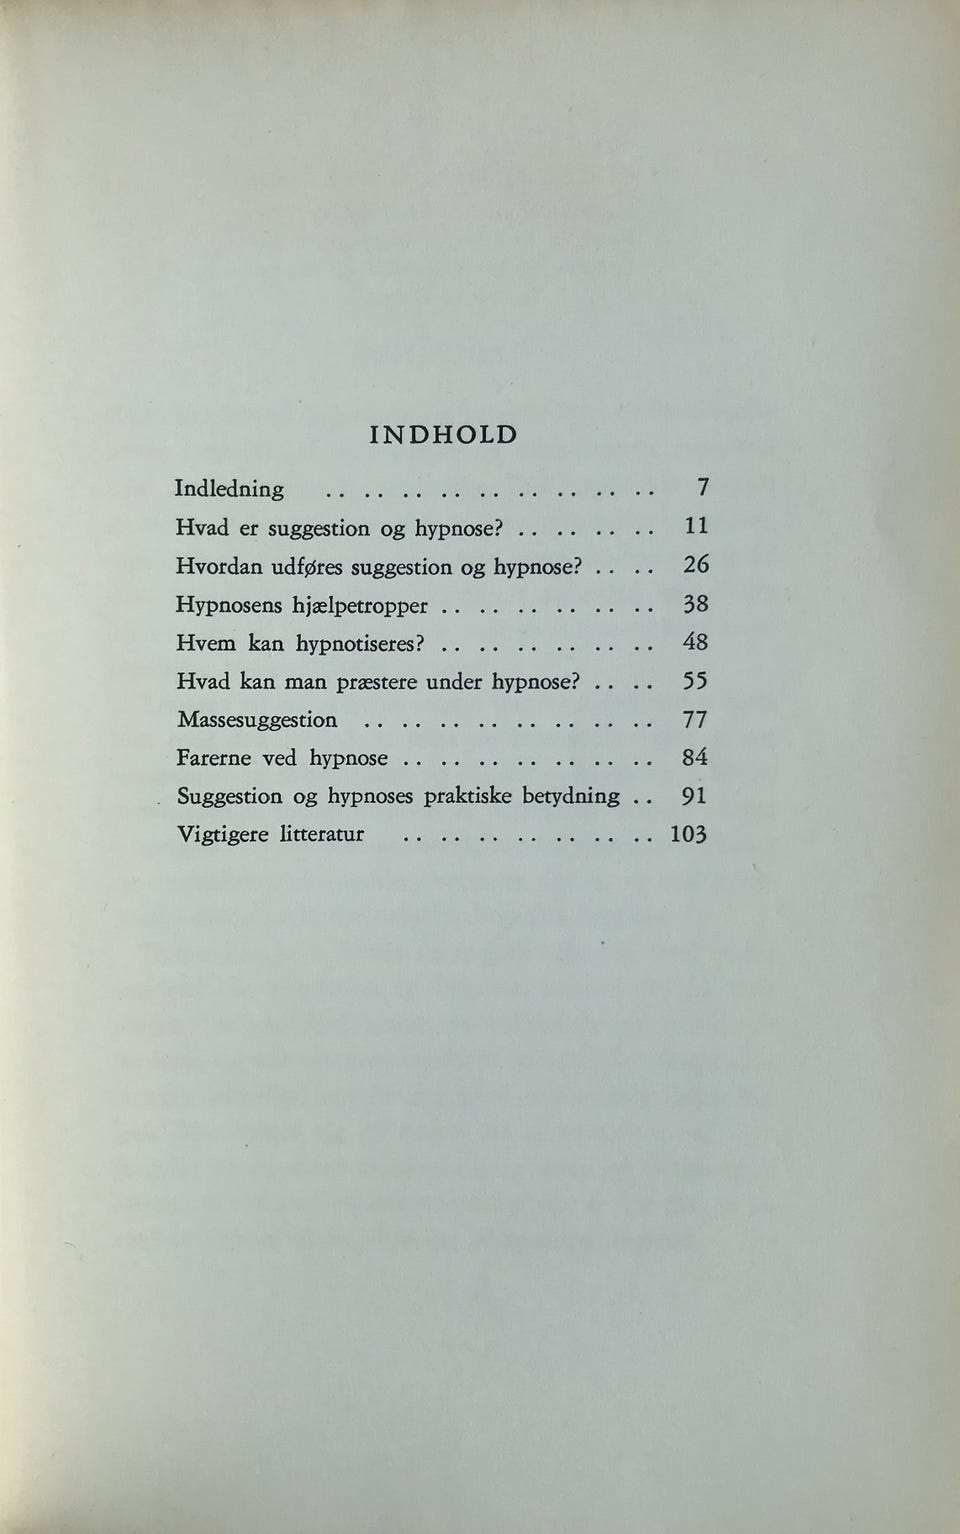 INDHOLD
Indledning .. .. .. .. .. .. .. .. .. 7
Hvad er suggestion og hypnose? .. .. .. .. 11
Hvordan udføres suggestion og hypnose? .. .. 26
Hypnosens hjælpetropper .. .. .. .. .. .. 38
Hvem kan hypnotiseres? .. .. .. .. .. .. 48
Hvad kan man præstere under hypnose? .. .. 55
Massesuggestion .. .. .. .. .. .. .. .. 77
Farerne ved hypnose .. .. .. .. .. .. .. 84
Suggestion og hypnoses praktiske betydning .. 91
Vigtigere litteratur .. .. .. .. .. .. .. 103